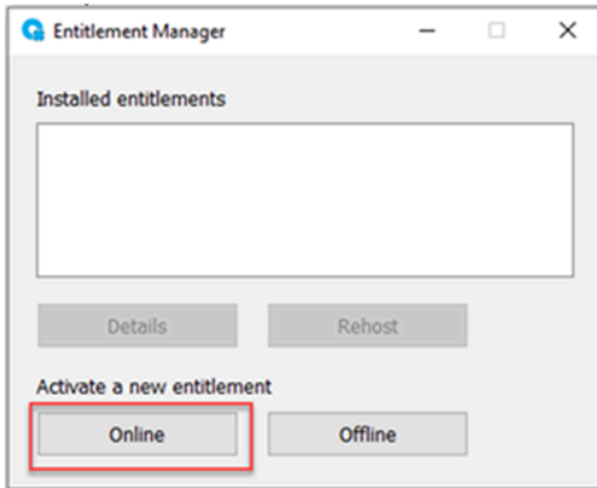 Entitlement Manager
Installed entitlements
Details Rehost
Activate a new entitlement
Online Offline